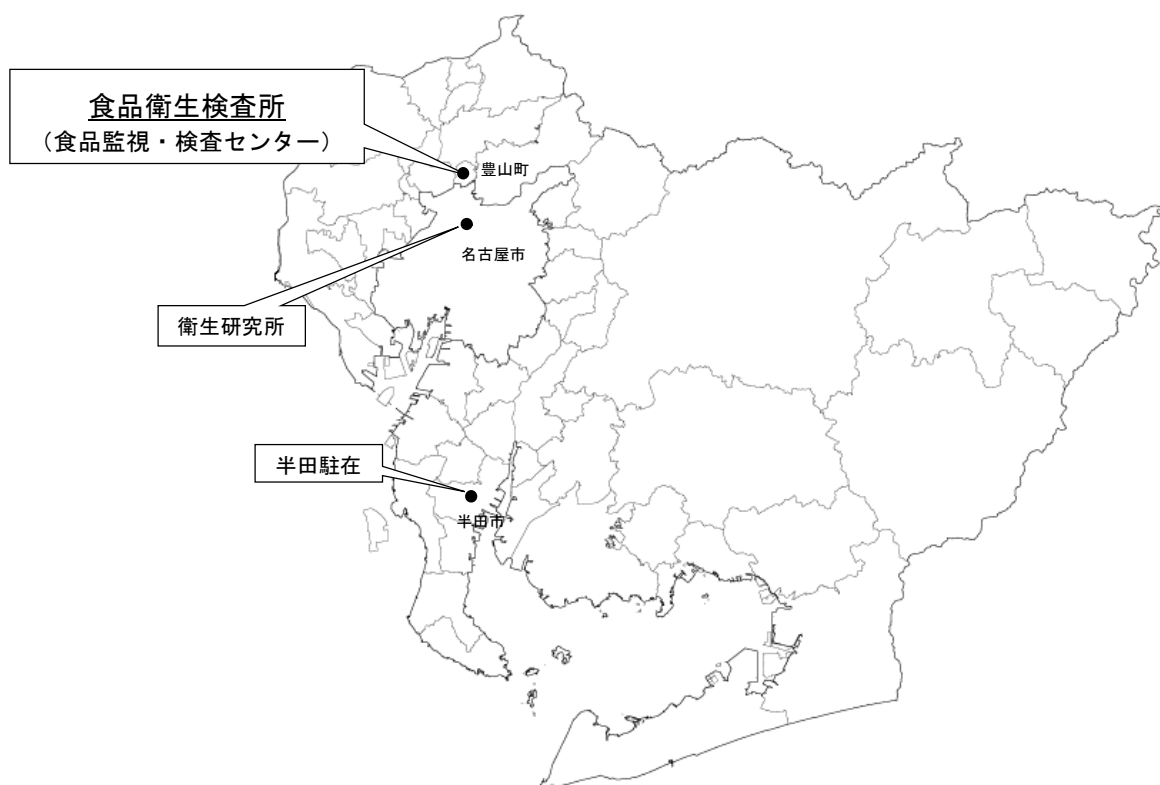 食品衛生検査所
（食品監視・検査センター）
豊山町
名古屋市
衛生研究所
半田駐在
半田市